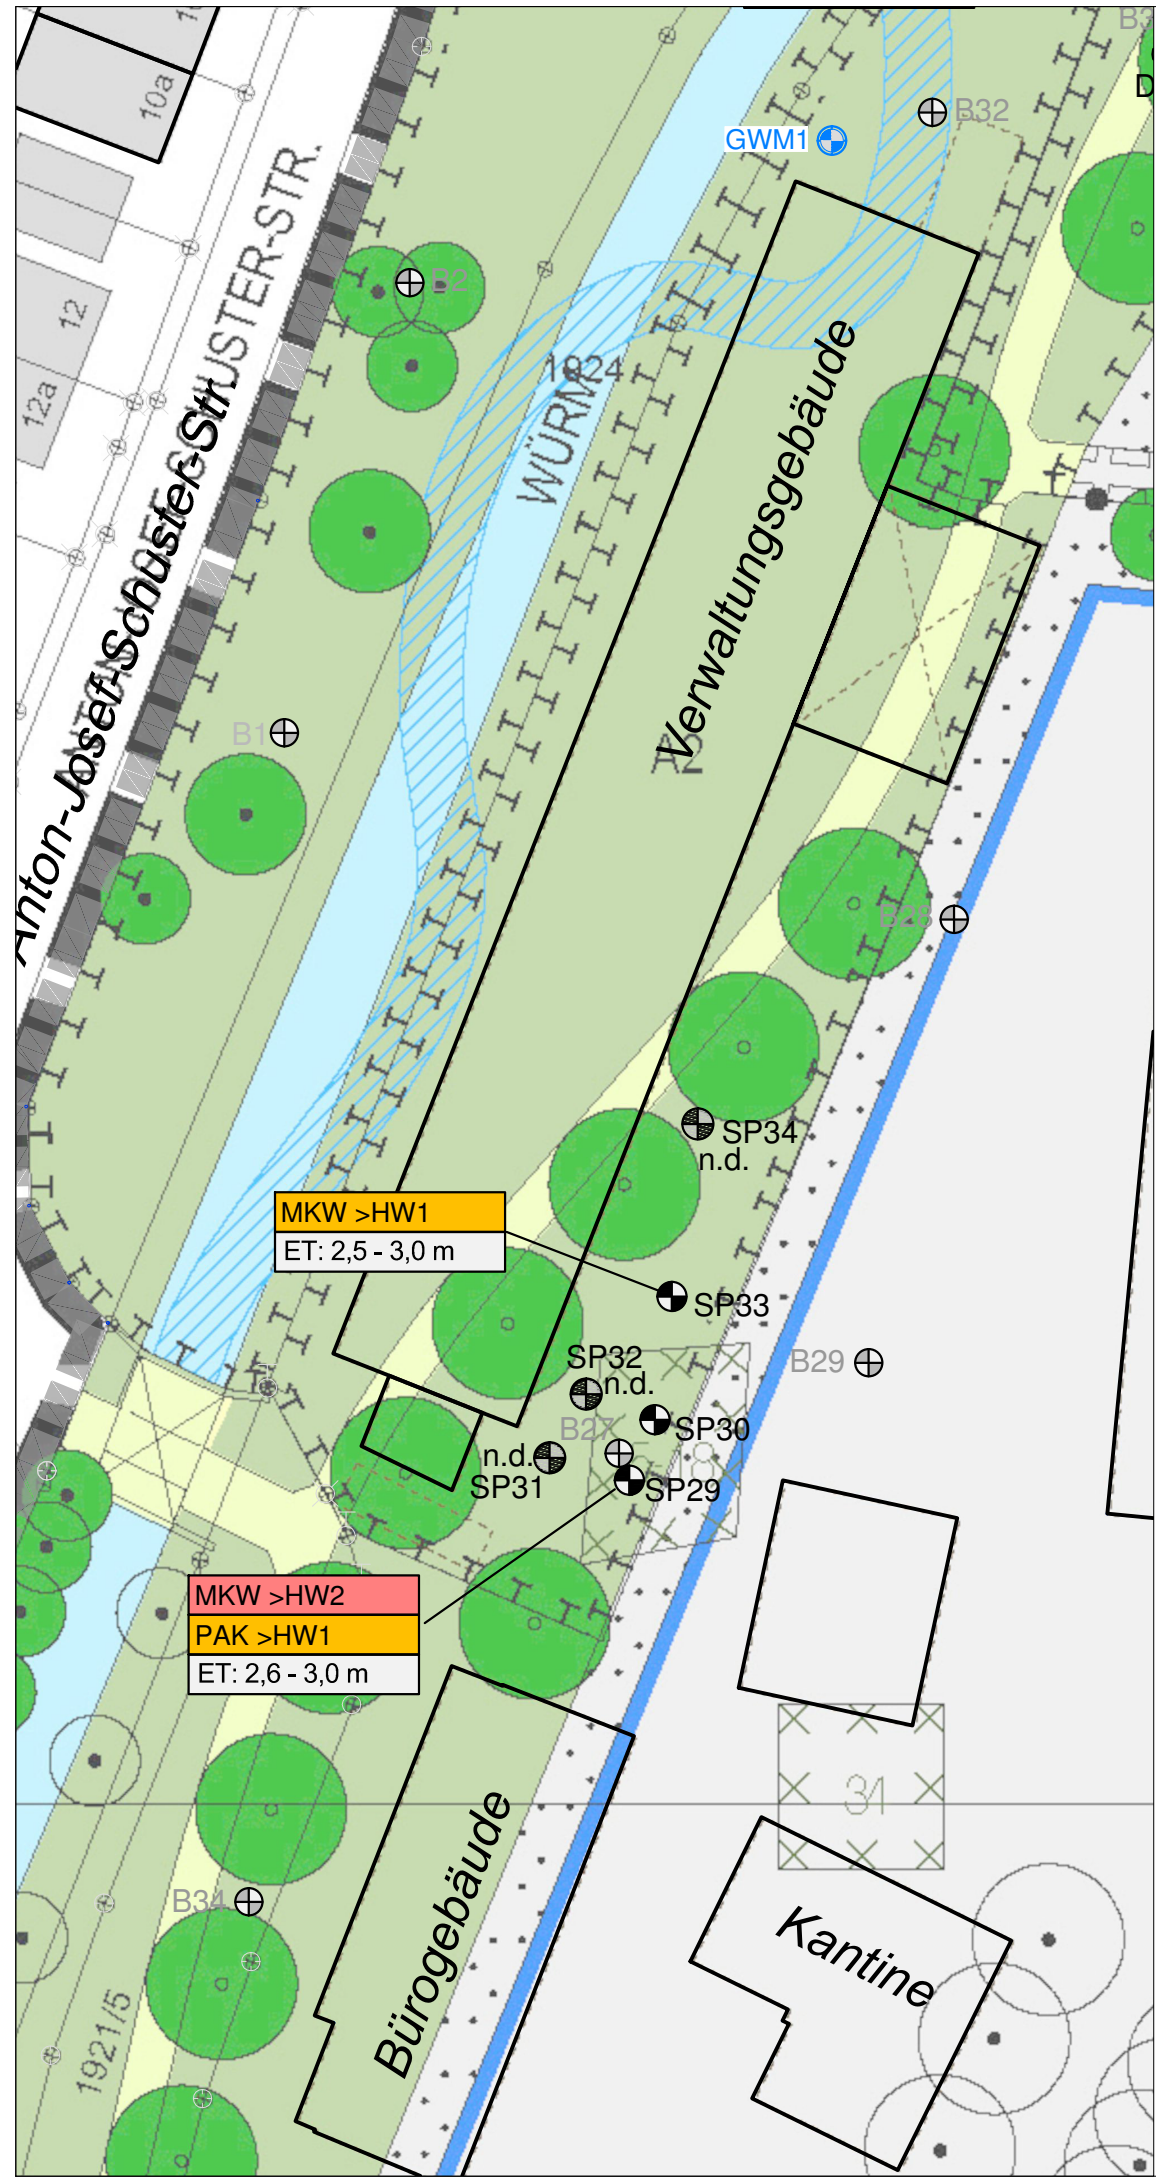 10a
B32
GWM1
B2
12
12a
1924
WÜRM
Verwaltungsgebäude
Anton-Josef-Schuster-Str.
B1
B28
SP34
n.d.
MKW >HW1
ET: 2,5 - 3,0 m
SP33
SP32
n.d.
B29
B27
SP30
n.d.
SP31
SP29
MKW >HW2
PAK >HW1
ET: 2,6 - 3,0 m
34
Bürogebäude
Kantine
B34
1921/5